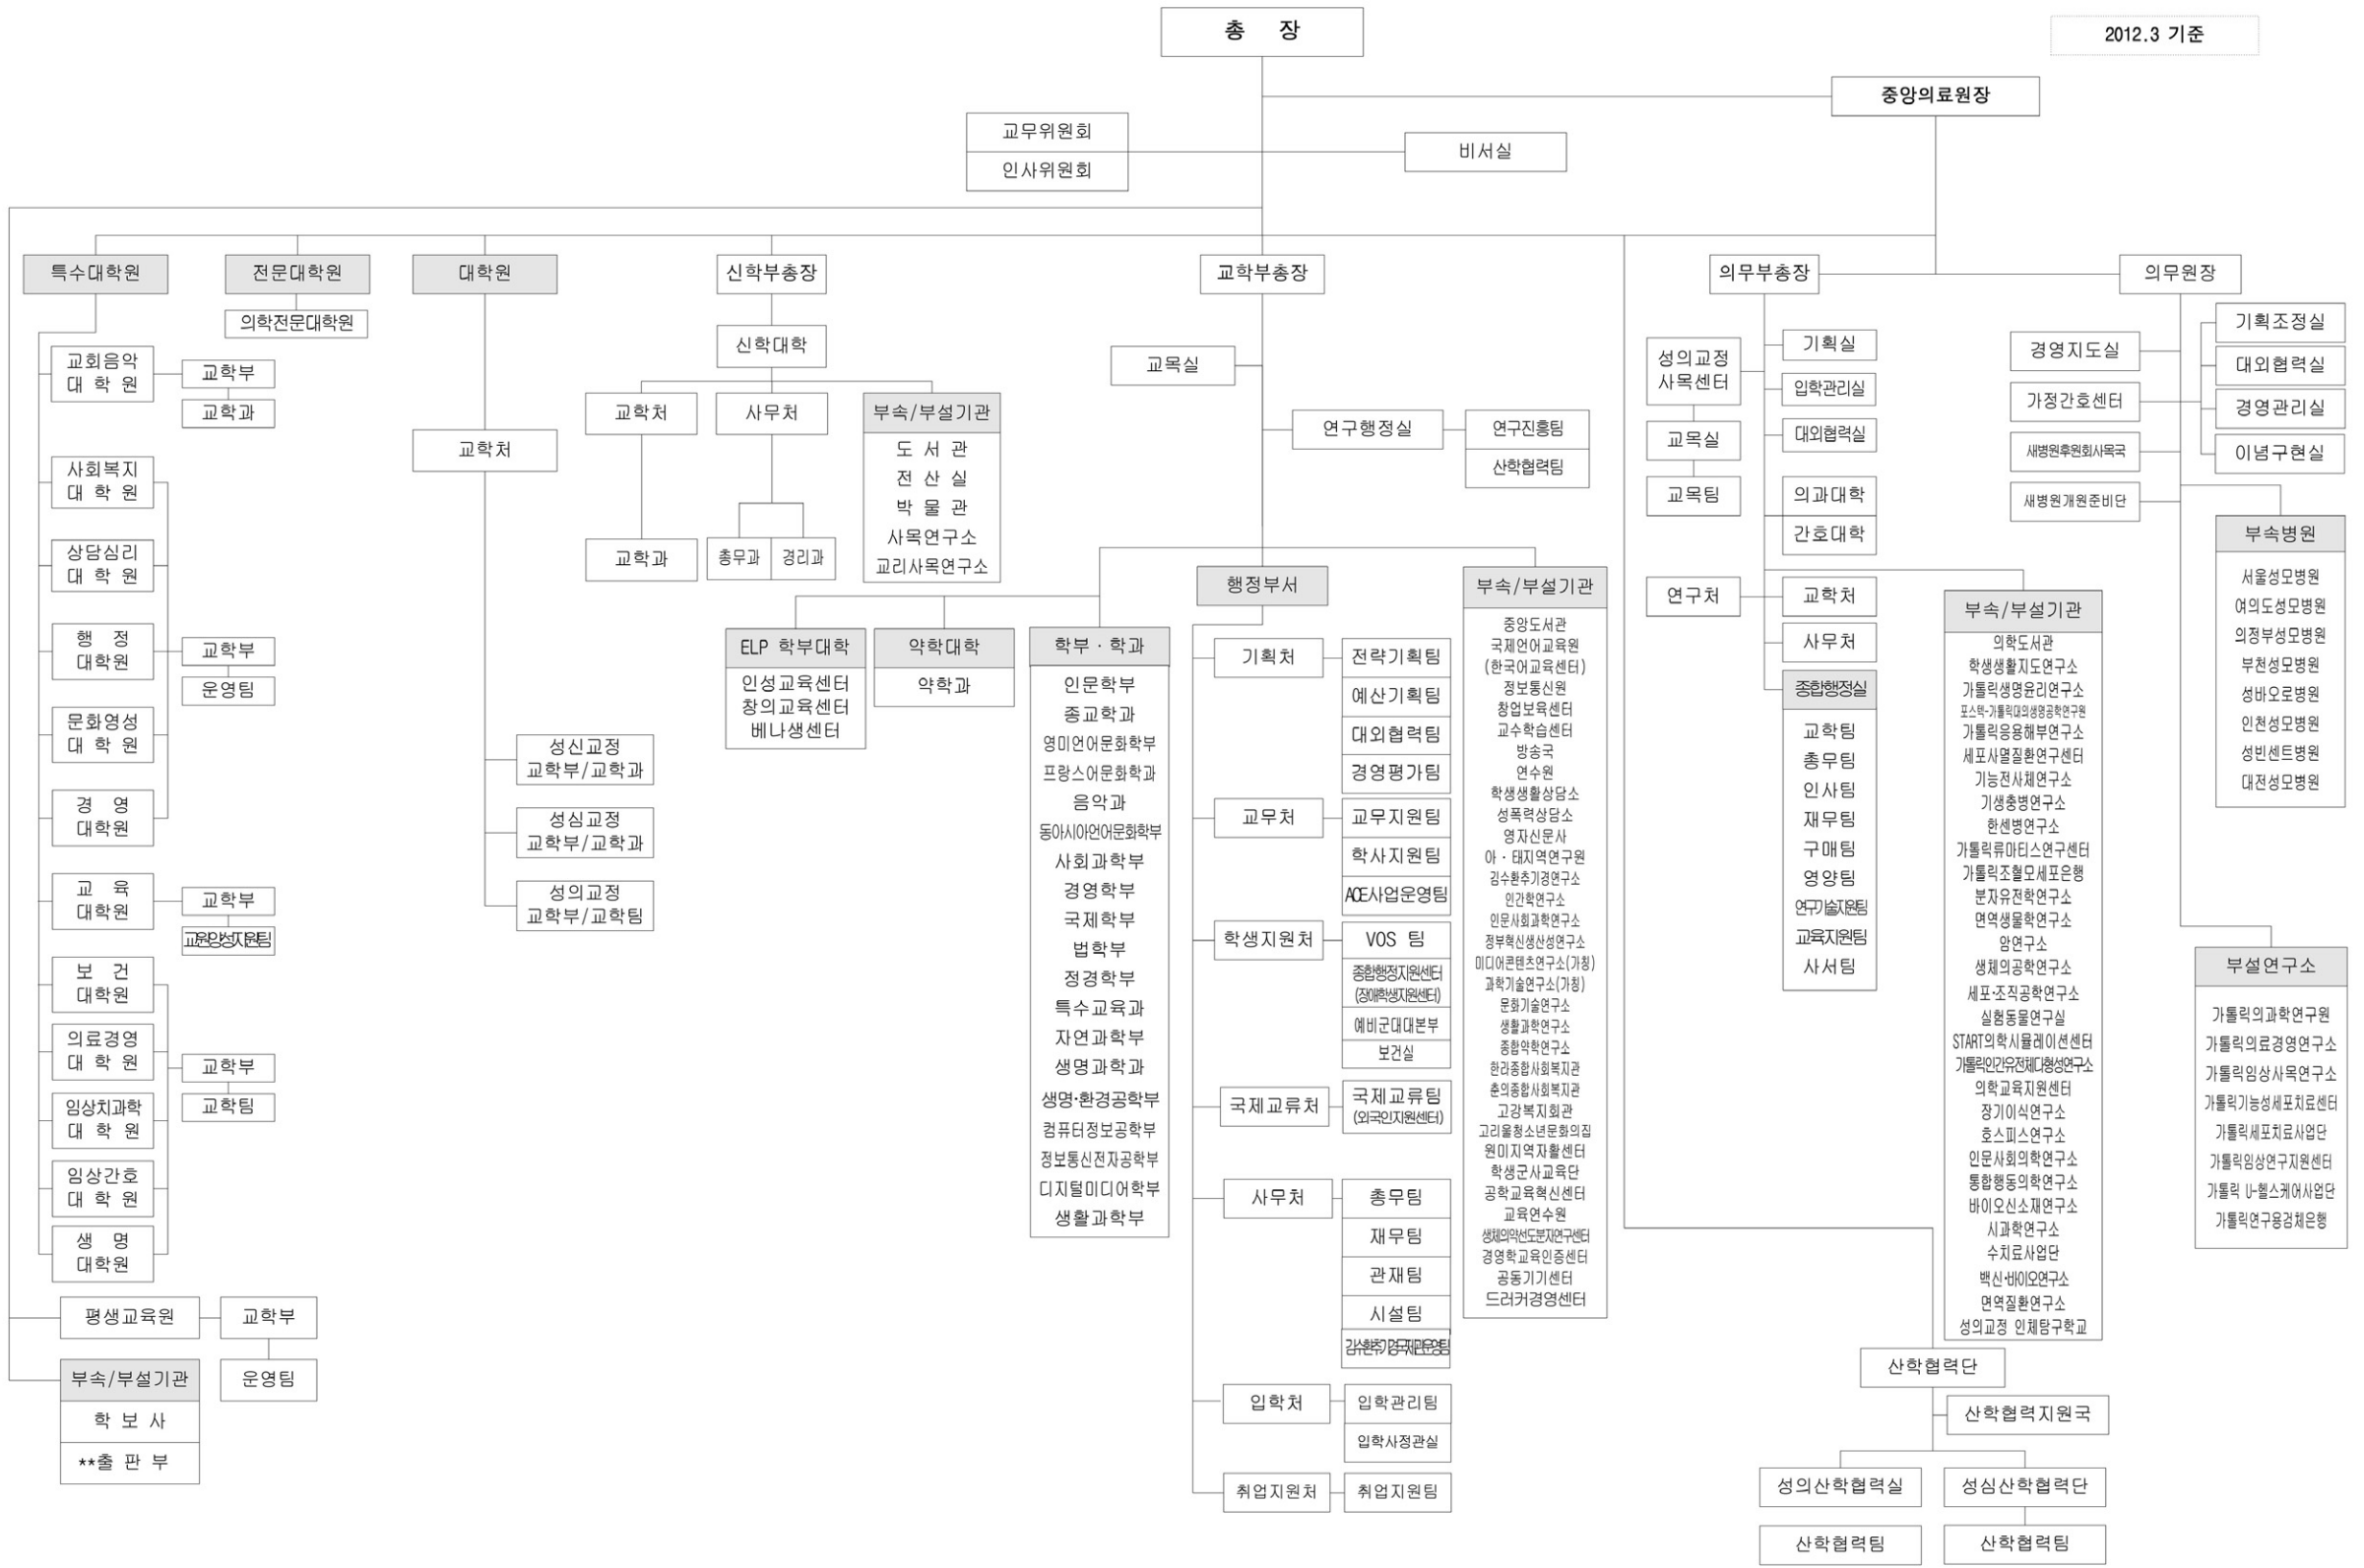 총 장
2012.3 기준
중앙의료원장
교무위원회
인사위원회
비서실
특수대학원
전문대학원
대학원
신학부총장
교학부총장
의무부총장
의무원장
의학전문대학원
교회음악
대 학 원
교학부
교학과
사회복지
대 학 원
상담심리
대 학 원
행 정
대학원
교학부
운영팀
문화영성
대 학 원
경 영
대학원
교 육
대학원
교학부
교원양성지원팀
보 건
대학원
의료경영
대 학 원
교학부
교학팀
임상치과학
대 학 원
임상간호
대 학 원
생 명
대학원
평생교육원
교학부
운영팀
부속/부설기관
학 보 사
**출 판 부
교학처
성신교정
교학부/교학과
성심교정
교학부/교학과
성의교정
교학부/교학팀
신학대학
교학처
교학과
사무처
총무과
경리과
부속/부설기관
도 서 관
전 산 실
박 물 관
사목연구소
교리사목연구소
교목실
연구행정실
연구진흥팀
산학협력팀
ELP 학부대학
인성교육센터
창의교육센터
베나생센터
약학대학
약학과
학부·학과
인문학부
종교학과
영미언어문화학부
프랑스어문화학과
음악과
동아시아언어문화학부
사회과학부
경영학부
국제학부
법학부
정경학부
특수교육과
자연과학부
생명과학과
생명·환경공학부
컴퓨터정보공학부
정보통신전자공학부
디지털미디어학부
생활과학부
행정부서
기획처
전략기획팀
예산기획팀
대외협력팀
경영평가팀
교무처
교무지원팀
학사지원팀
ACE사업운영팀
학생지원처
VOS 팀
종합행정지원센터
(장애학생지원센터)
예비군대대본부
보건실
국제교류처
국제교류팀
(외국인지원센터)
사무처
총무팀
재무팀
관재팀
시설팀
김수환추기경국제관운영팀
입학처
입학관리팀
입학사정관실
취업지원처
취업지원팀
부속/부설기관
중앙도서관
국제언어교육원
(한국어교육센터)
정보통신원
창업보육센터
교수학습센터
방송국
연수원
학생생활상담소
성폭력상담소
영자신문사
아·태지역연구원
김수환추기경연구소
인간학연구소
인문사회과학연구소
정부혁신생산성연구소
미디어콘텐츠연구소(가칭)
과학기술연구소(가칭)
문화기술연구소
생활과학연구소
종합약학연구소
한라종합사회복지관
춘의종합사회복지관
고강복지회관
고리울청소년문화의집
원미지역자활센터
학생군사교육단
공학교육혁신센터
교육연수원
생체의약선도분자연구센터
경영학교육인증센터
공동기기센터
드러커경영센터
성의교정
사목센터
교목실
교목팀
기획실
입학관리실
대외협력실
의과대학
간호대학
연구처
교학처
사무처
종합행정실
교학팀
총무팀
인사팀
재무팀
구매팀
영양팀
연구기술지원팀
교육지원팀
사서팀
부속/부설기관
의학도서관
학생생활지도연구소
가톨릭생명윤리연구소
포스텍-가톨릭대의생명공학연구원
가톨릭응용해부연구소
세포사멸질환연구센터
기능전사체연구소
기생충병연구소
한센병연구소
가톨릭류마티스연구센터
가톨릭조혈모세포은행
분자유전학연구소
면역생물학연구소
암연구소
생체의공학연구소
세포·조직공학연구소
실험동물연구실
START의학시뮬레이션센터
가톨릭인간유전체다형성연구소
의학교육지원센터
장기이식연구소
호스피스연구소
인문사회의학연구소
통합행동의학연구소
바이오신소재연구소
시과학연구소
수치료사업단
백신·바이오연구소
면역질환연구소
성의교정 인체탐구학교
경영지도실
가정간호센터
새병원후원회사목국
새병원개원준비단
기획조정실
대외협력실
경영관리실
이념구현실
부속병원
서울성모병원
여의도성모병원
의정부성모병원
부천성모병원
성바오로병원
인천성모병원
성빈센트병원
대전성모병원
부설연구소
가톨릭의과학연구원
가톨릭의료경영연구소
가톨릭임상사목연구소
가톨릭기능성세포치료센터
가톨릭세포치료사업단
가톨릭임상연구지원센터
가톨릭 U-헬스케어사업단
가톨릭연구용검체은행
산학협력단
산학협력지원국
성의산학협력실
산학협력팀
성심산학협력단
산학협력팀